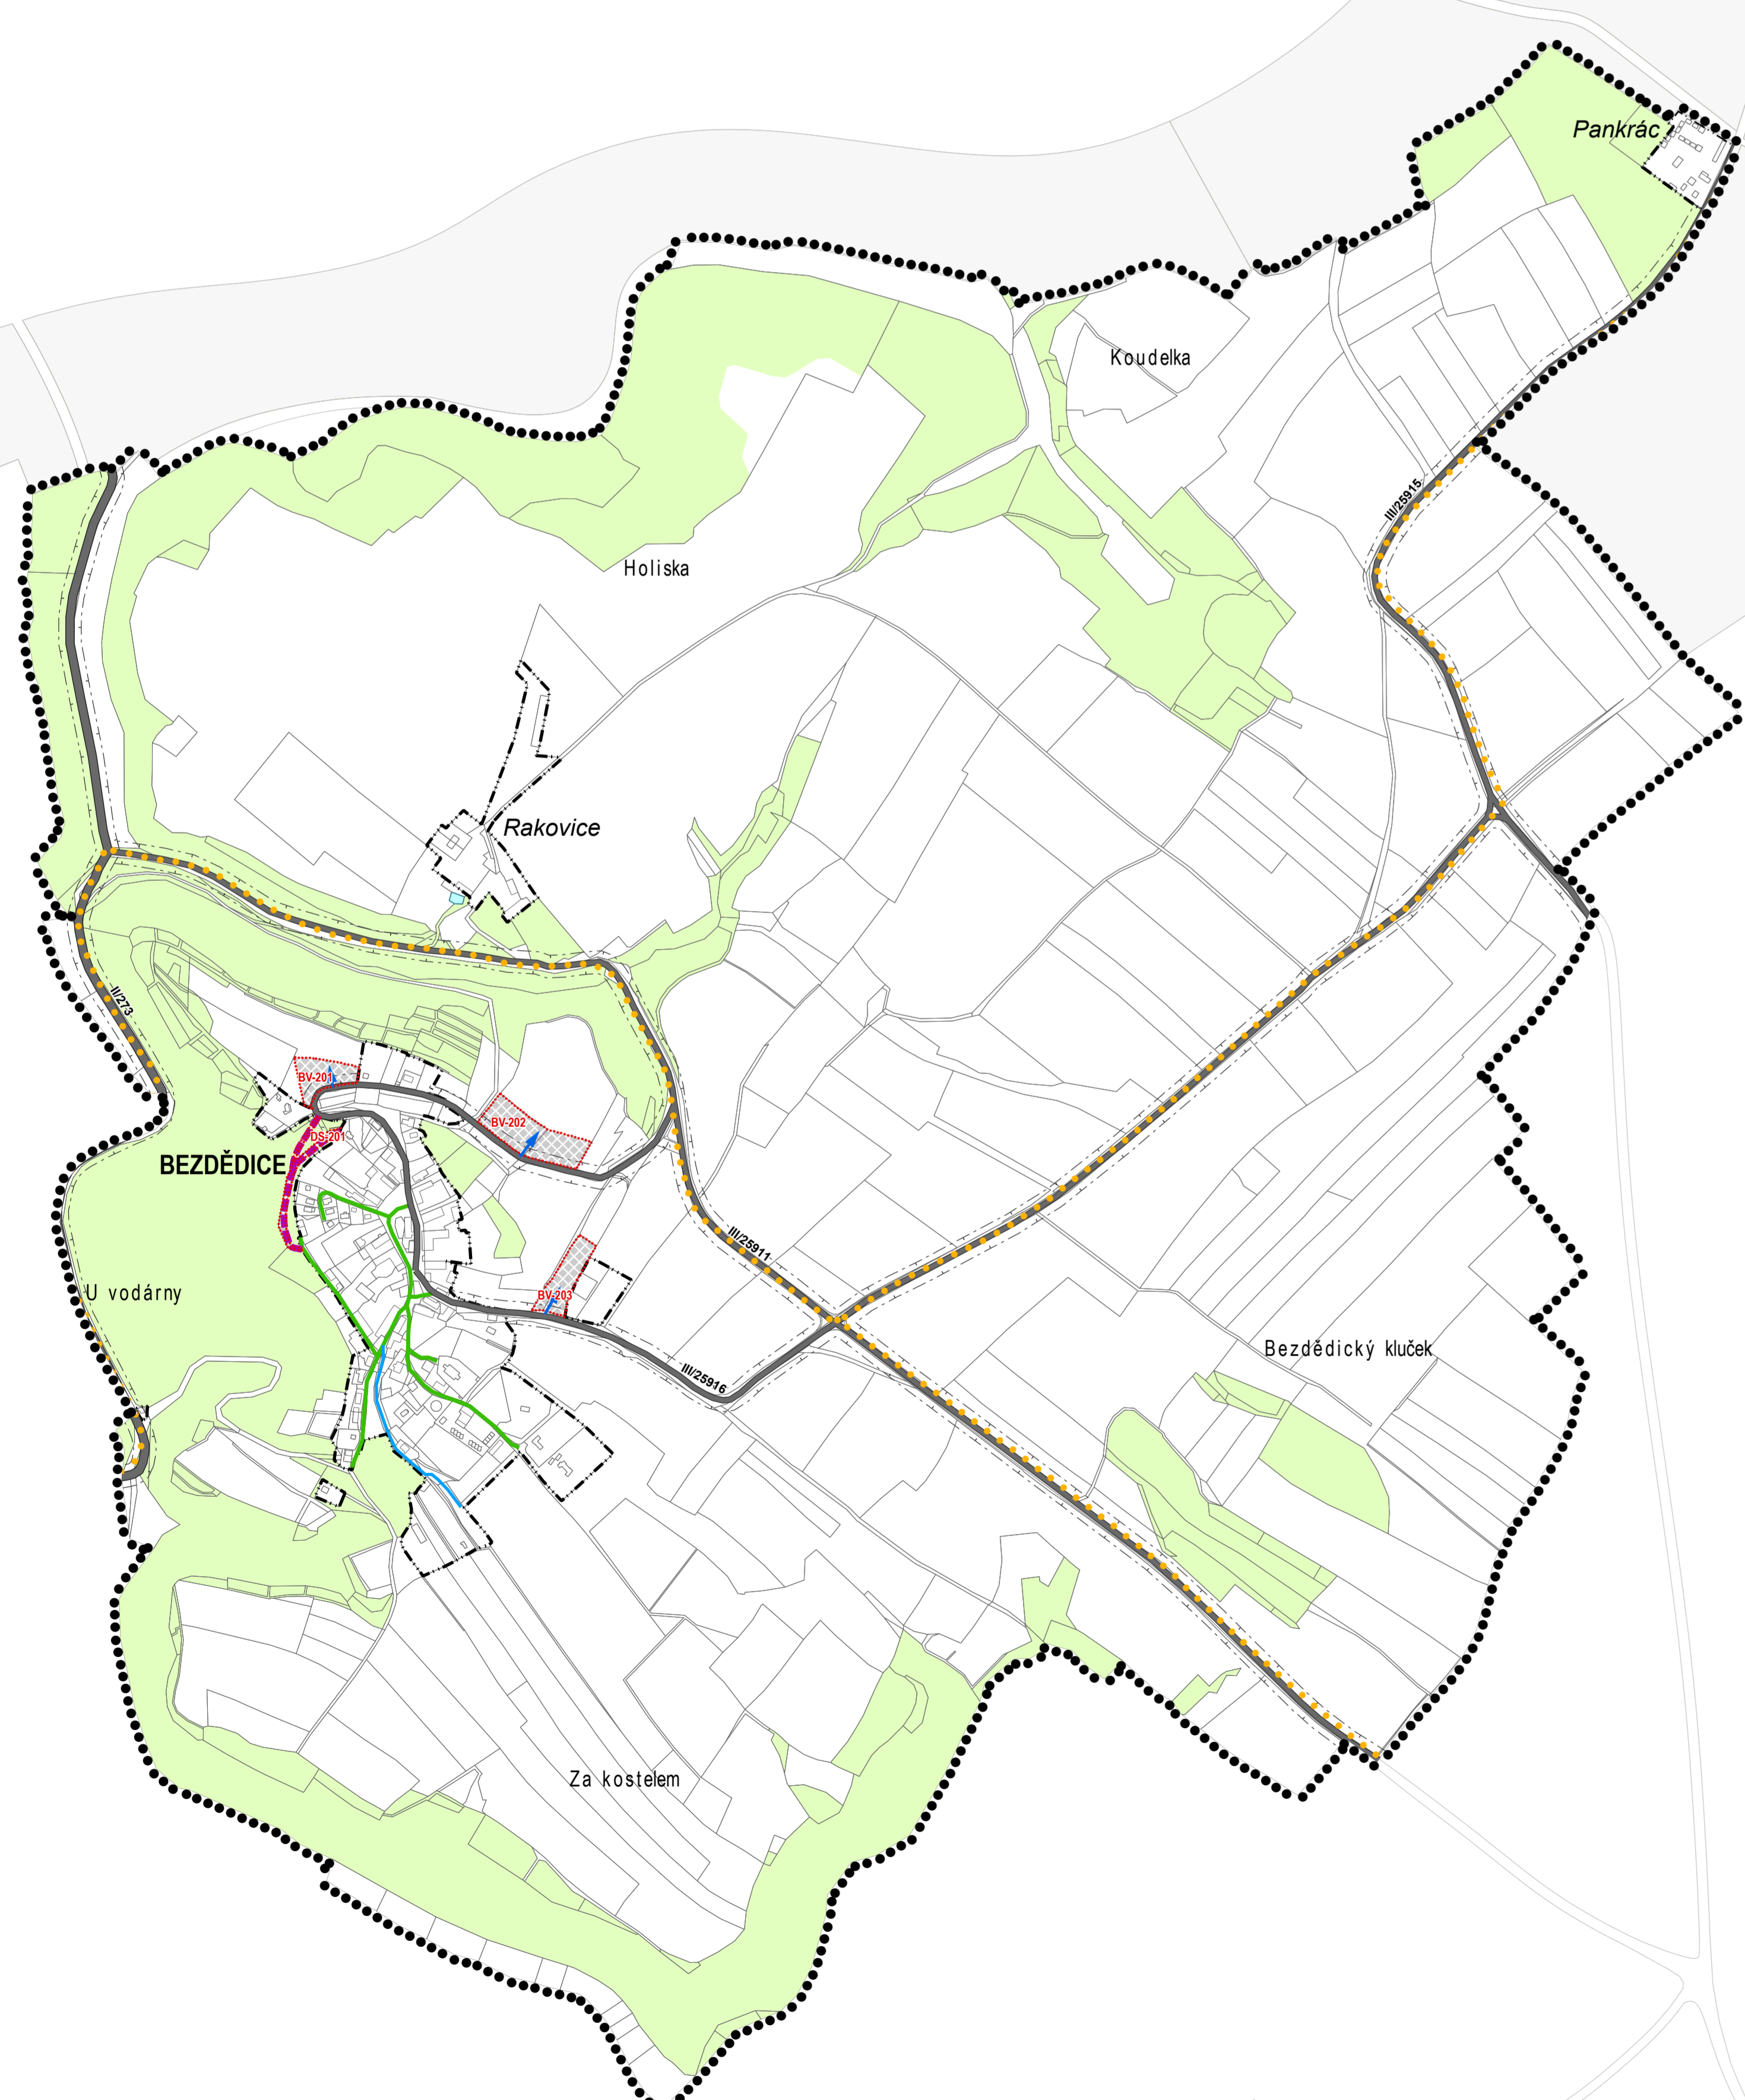 Pankrác
Koudelka
III/25915
Holiska
Rakovice
II/273
BV-201
BV-202
DS-201
BEZDĚDICE
III/25911
U vodárny
BV-203
Bezdědický kluček
III/25916
Za kostelem